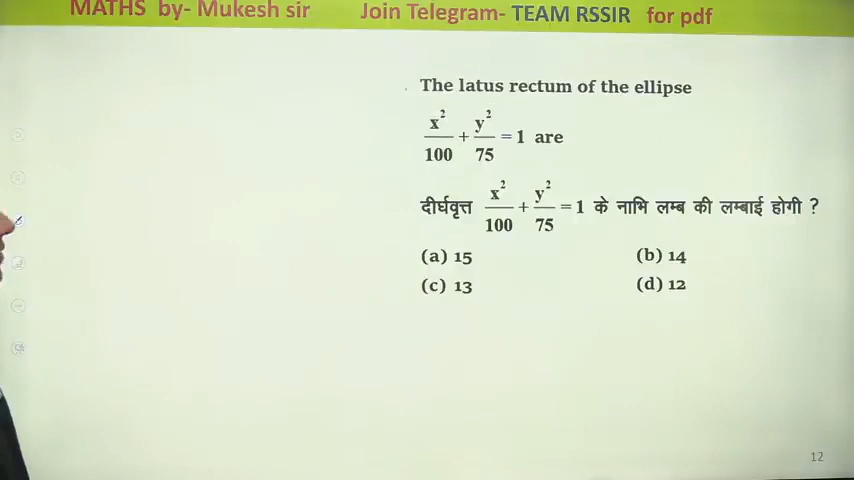 MATHS by- Mukesh sir Join Telegram- TEAM RSSIR for pdf
The latus rectum of the ellipse
x²/100 + y²/75 = 1 are
दीर्घवृत्त x²/100 + y²/75 = 1 के नाभि लम्ब की लम्बाई होगी ?
(a) 15 (b) 14
(c) 13 (d) 12
12